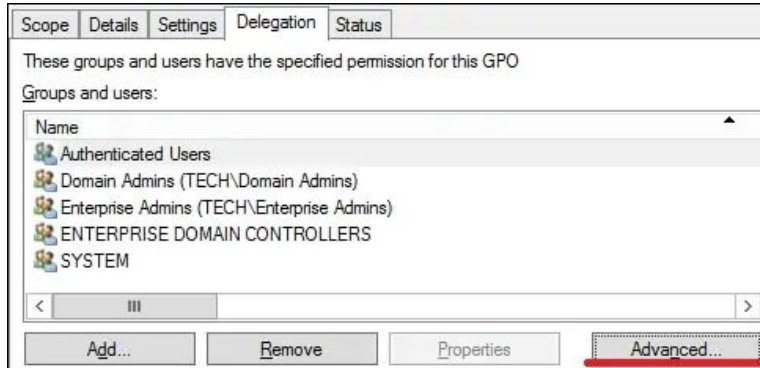 Scope Details Settings Delegation Status
These groups and users have the specified permission for this GPO
Groups and users:
Name
Authenticated Users
Domain Admins (TECH\Domain Admins)
Enterprise Admins (TECH\Enterprise Admins)
ENTERPRISE DOMAIN CONTROLLERS
SYSTEM
Add... Remove Properties Advanced...